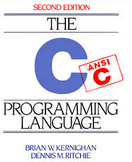 SECOND EDITION
THE
C
ANSI
C
PROGRAMMING
LANGUAGE
BRIAN W. KERNIGHAN
DENNIS M. RITCHIE